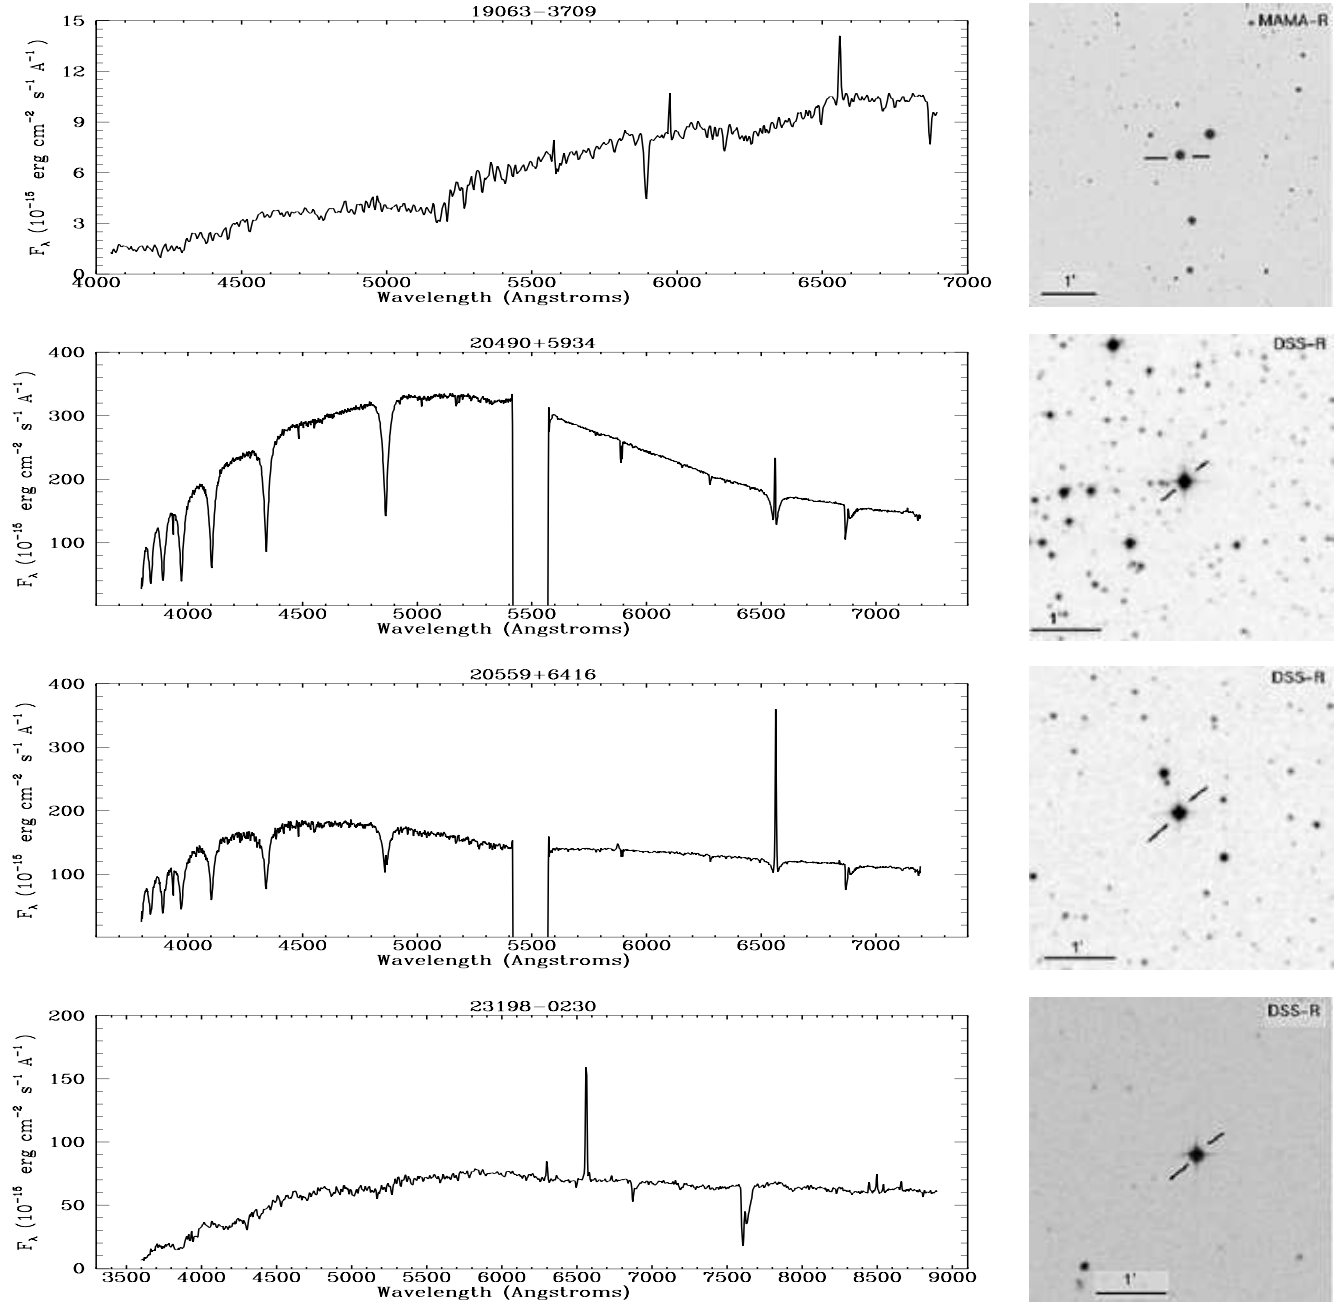 19063-3709
15
12
9
6
3
0
F_λ (10^-15 erg cm^-2 s^-1 A^-1)
4000 4500 5000 5500 6000 6500 7000
Wavelength (Angstroms)
MAMA-R
1'
20490+5934
400
300
200
100
F_λ (10^-15 erg cm^-2 s^-1 A^-1)
4000 4500 5000 5500 6000 6500 7000
Wavelength (Angstroms)
DSS-R
1'
20559+6416
400
300
200
100
F_λ (10^-15 erg cm^-2 s^-1 A^-1)
4000 4500 5000 5500 6000 6500 7000
Wavelength (Angstroms)
DSS-R
1'
23198-0230
200
150
100
50
0
F_λ (10^-15 erg cm^-2 s^-1 A^-1)
3500 4000 4500 5000 5500 6000 6500 7000 7500 8000 8500 9000
Wavelength (Angstroms)
DSS-R
1'